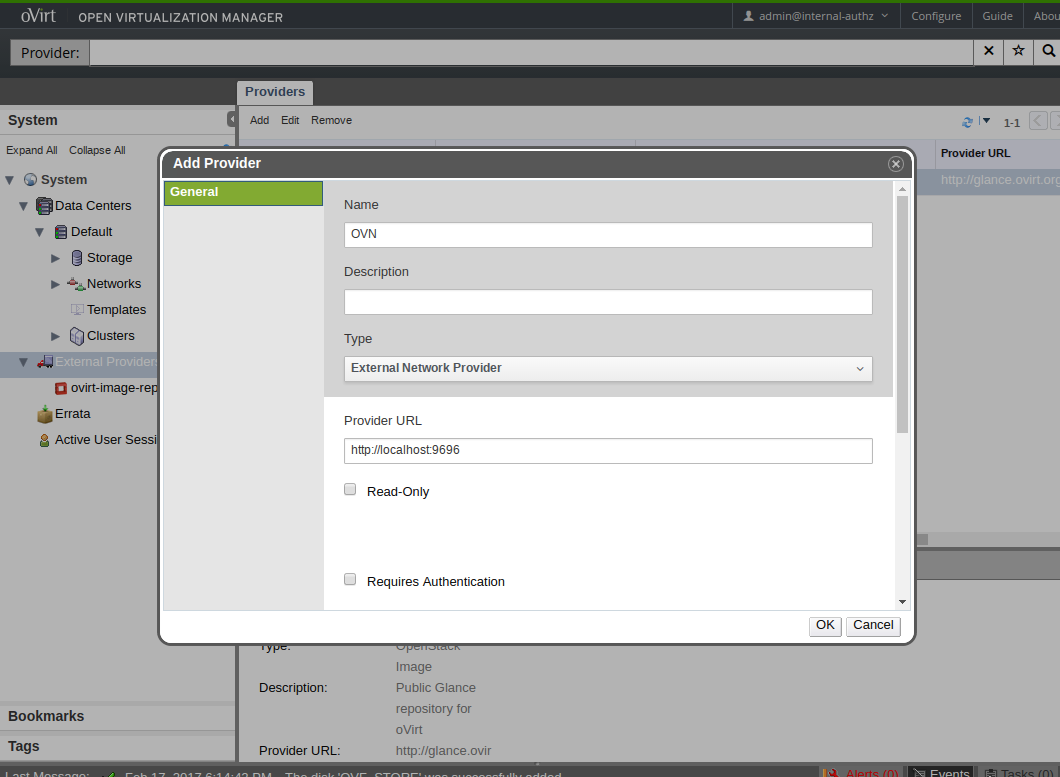 oVirt OPEN VIRTUALIZATION MANAGER
admin@internal-authz Configure Guide Abou
Provider:
Providers
System
Add Edit Remove
1-1
Expand All Collapse All
Provider URL
http://glance.ovirt.org
System
Data Centers
Default
Storage
Networks
Templates
Clusters
External Providers
ovirt-image-rep
Errata
Active User Sessi
Add Provider
General
Name
OVN
Description
Type
External Network Provider
Provider URL
http://localhost:9696
Read-Only
Requires Authentication
OK Cancel
Type: OpenStack
Image
Description: Public Glance
repository for
oVirt
Provider URL: http://glance.ovir
Bookmarks
Tags
Last Message: Feb 17, 2017 6:14:42 PM The disk 'OVF_STORE' was successfully added.
Alerts (0) Events Tasks (0)